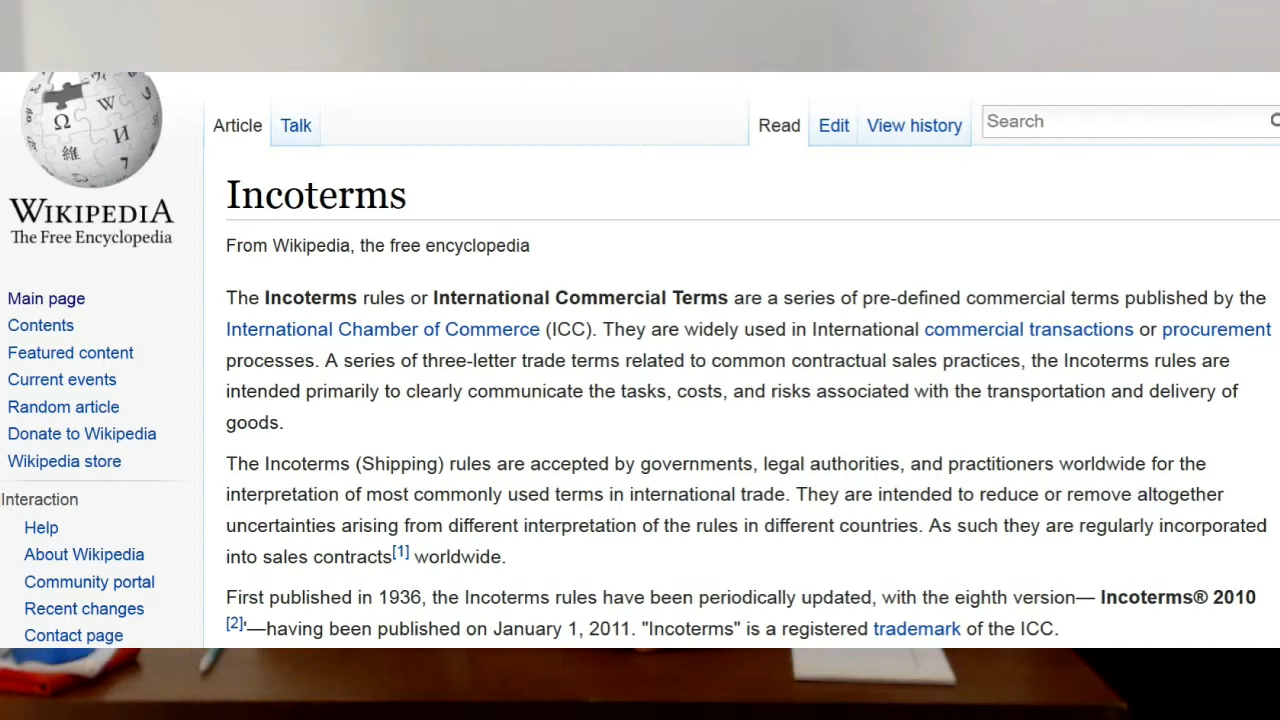 Article Talk Read Edit View history Search
Ω W И 維 7
WIKIPEDIA
The Free Encyclopedia
Incoterms
From Wikipedia, the free encyclopedia
The Incoterms rules or International Commercial Terms are a series of pre-defined commercial terms published by the
International Chamber of Commerce (ICC). They are widely used in International commercial transactions or procurement
processes. A series of three-letter trade terms related to common contractual sales practices, the Incoterms rules are
intended primarily to clearly communicate the tasks, costs, and risks associated with the transportation and delivery of
goods.
The Incoterms (Shipping) rules are accepted by governments, legal authorities, and practitioners worldwide for the
interpretation of most commonly used terms in international trade. They are intended to reduce or remove altogether
uncertainties arising from different interpretation of the rules in different countries. As such they are regularly incorporated
into sales contracts[1] worldwide.
First published in 1936, the Incoterms rules have been periodically updated, with the eighth version— Incoterms® 2010
[2]'—having been published on January 1, 2011. "Incoterms" is a registered trademark of the ICC.
Main page
Contents
Featured content
Current events
Random article
Donate to Wikipedia
Wikipedia store
Interaction
Help
About Wikipedia
Community portal
Recent changes
Contact page